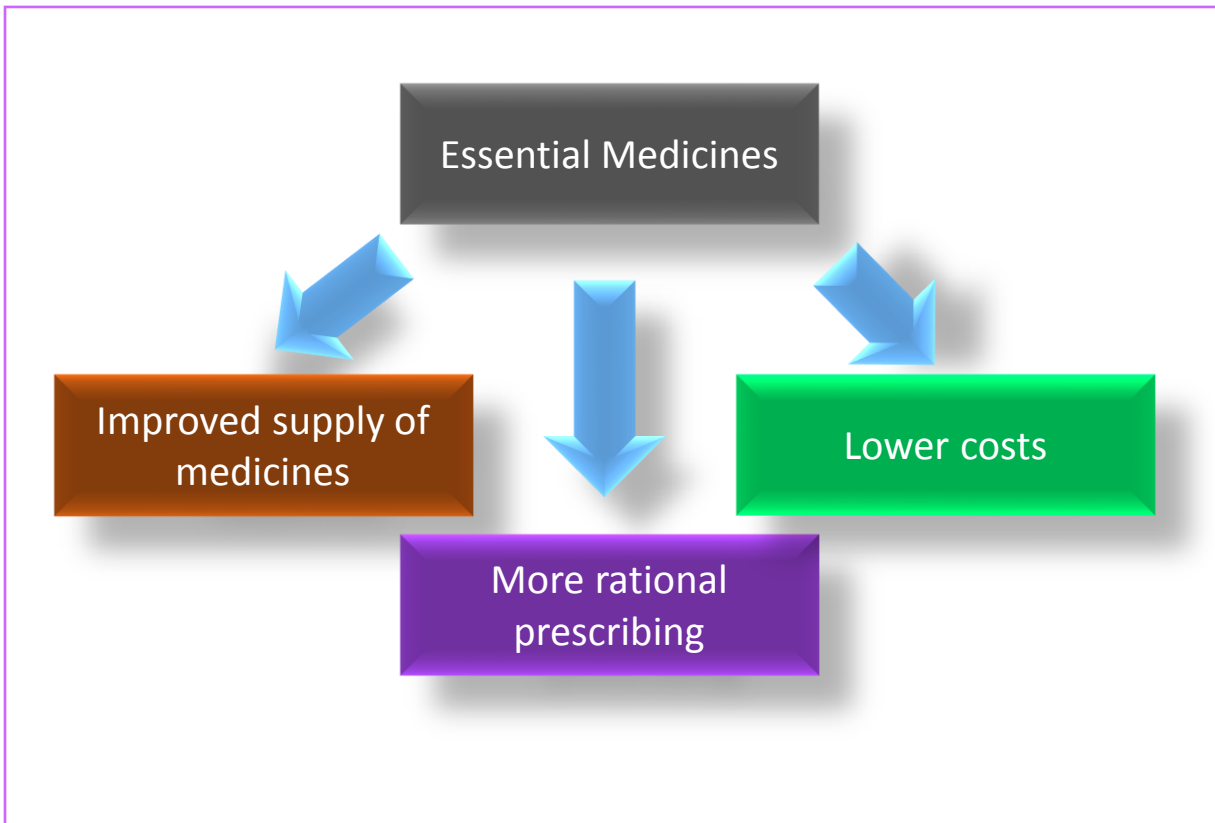 Essential Medicines
Improved supply of
medicines
Lower costs
More rational
prescribing